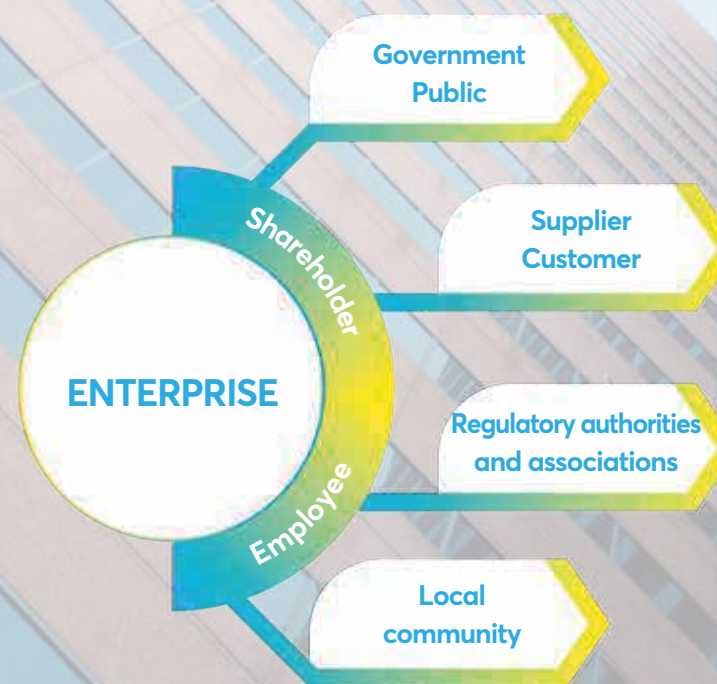 Government
Public
Shareholder
Supplier
Customer
ENTERPRISE
Regulatory authorities
and associations
Employee
Local
community